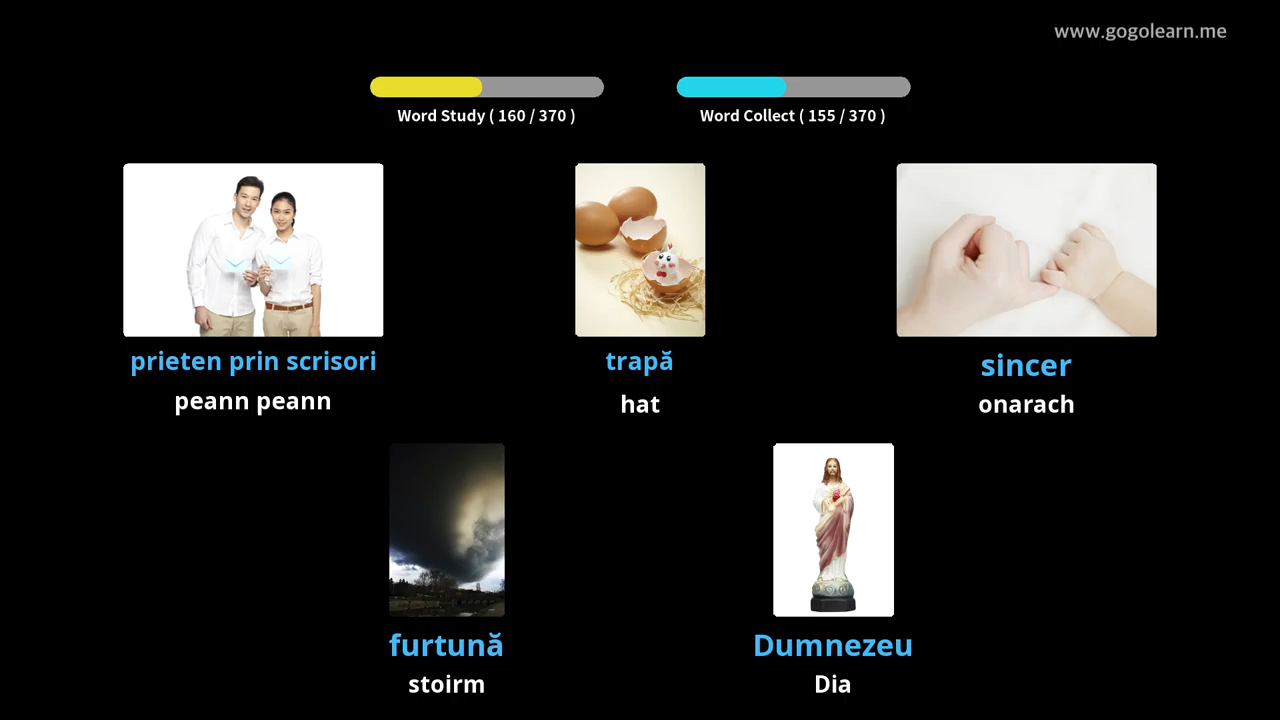 www.gogolearn.me
Word Study ( 160 / 370 )
Word Collect ( 155 / 370 )
prieten prin scrisori
peann peann
trapă
hat
sincer
onarach
furtună
stoirm
Dumnezeu
Dia